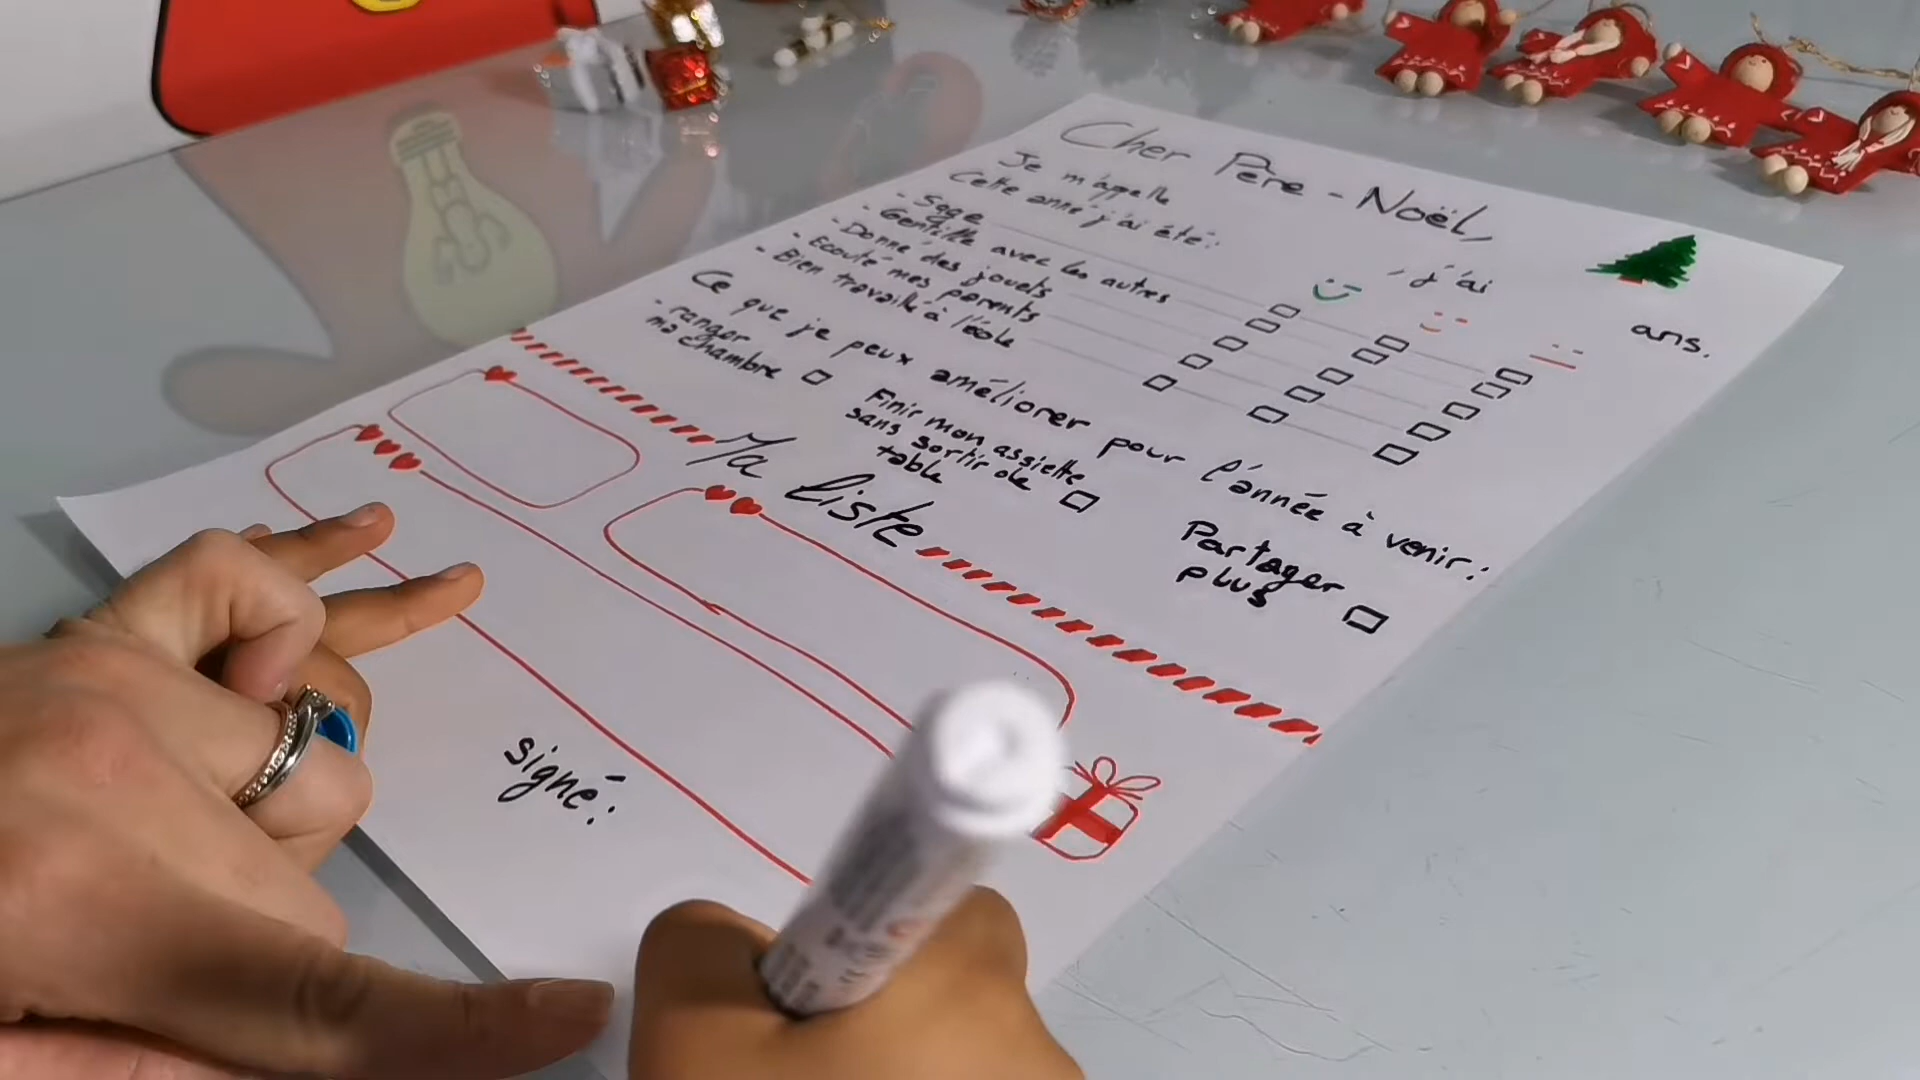 Cher Père-Noël,
Je m'appelle , j'ai ans.
Cette anné j'ai été:
- Sage
- Gentille avec les autres
- Donné des jouets
- Ecouté mes parents
- Bien travaillé à l'école
Ce que je peux améliorer pour l'année à venir:
- ranger
ma chambre
Finir mon assiette
sans sortir de
table
Partager
plus
Ma liste
signé: